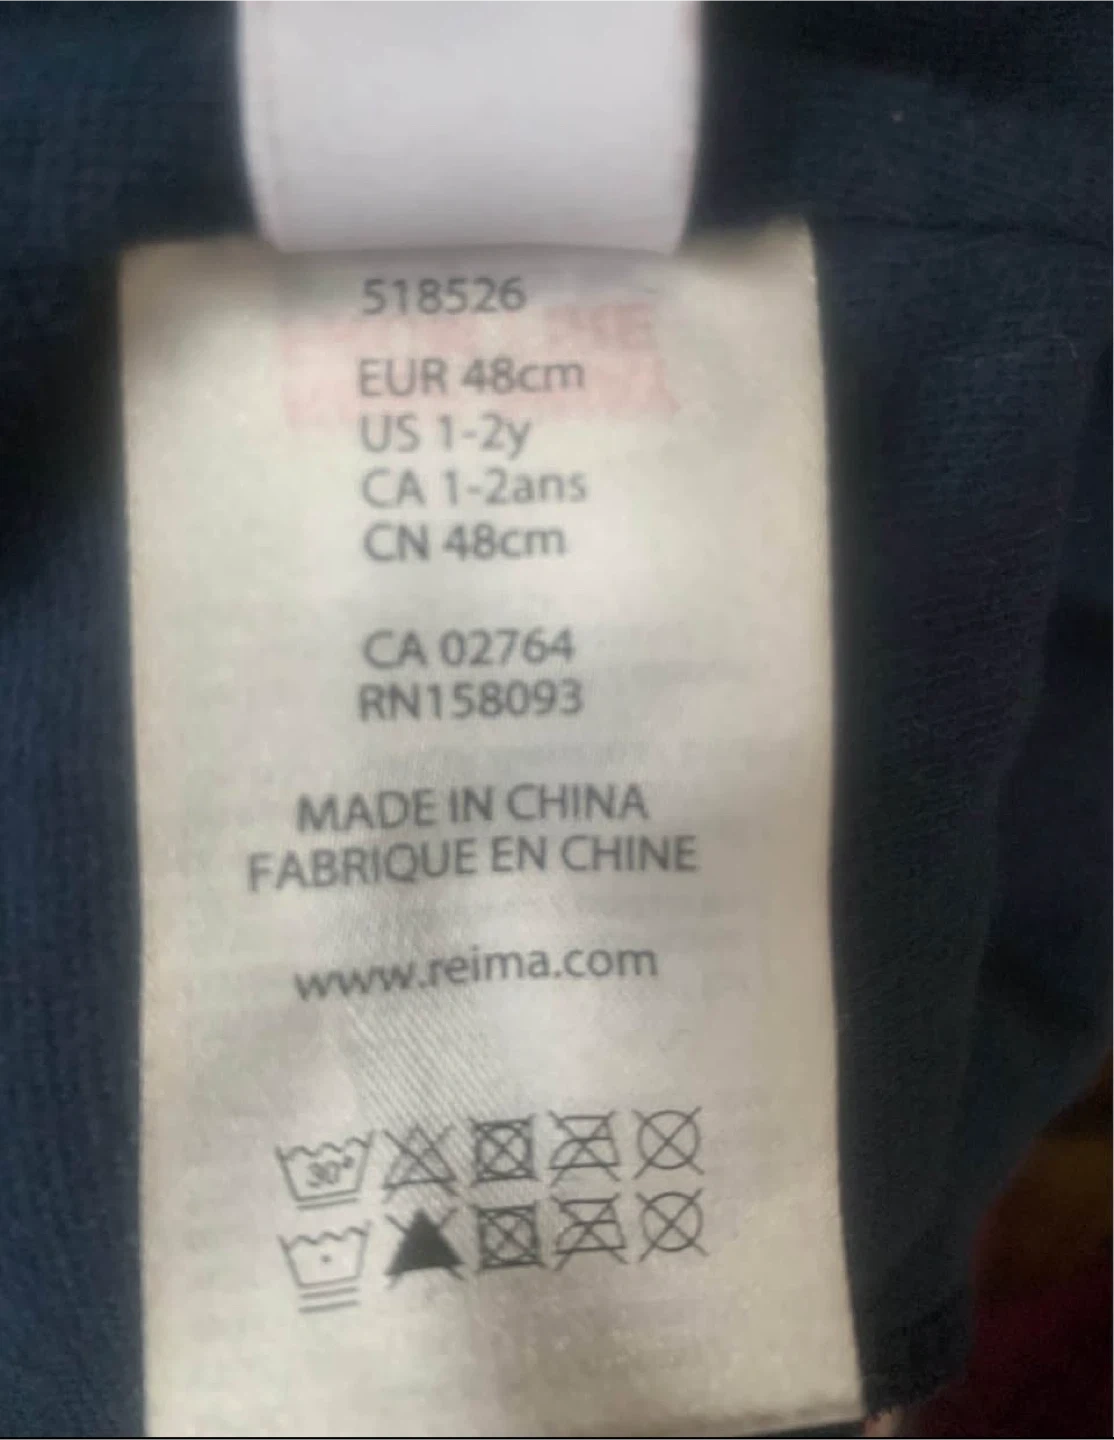 518526
EUR 48cm
US 1-2y
CA 1-2ans
CN 48cm
CA 02764
RN158093
MADE IN CHINA
FABRIQUE EN CHINE
www.reima.com